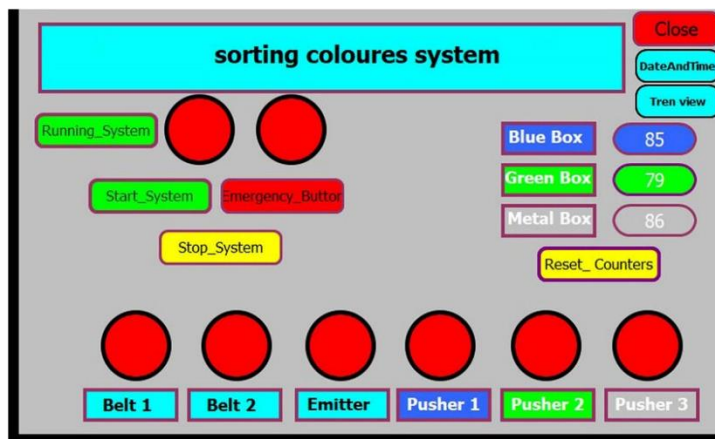 sorting coloures system
Close
DateAndTime
Tren view
Running_System
Blue Box
85
Start_System
Emergency_Button
Green Box
79
Metal Box
86
Stop_System
Reset_ Counters
Belt 1
Belt 2
Emitter
Pusher 1
Pusher 2
Pusher 3